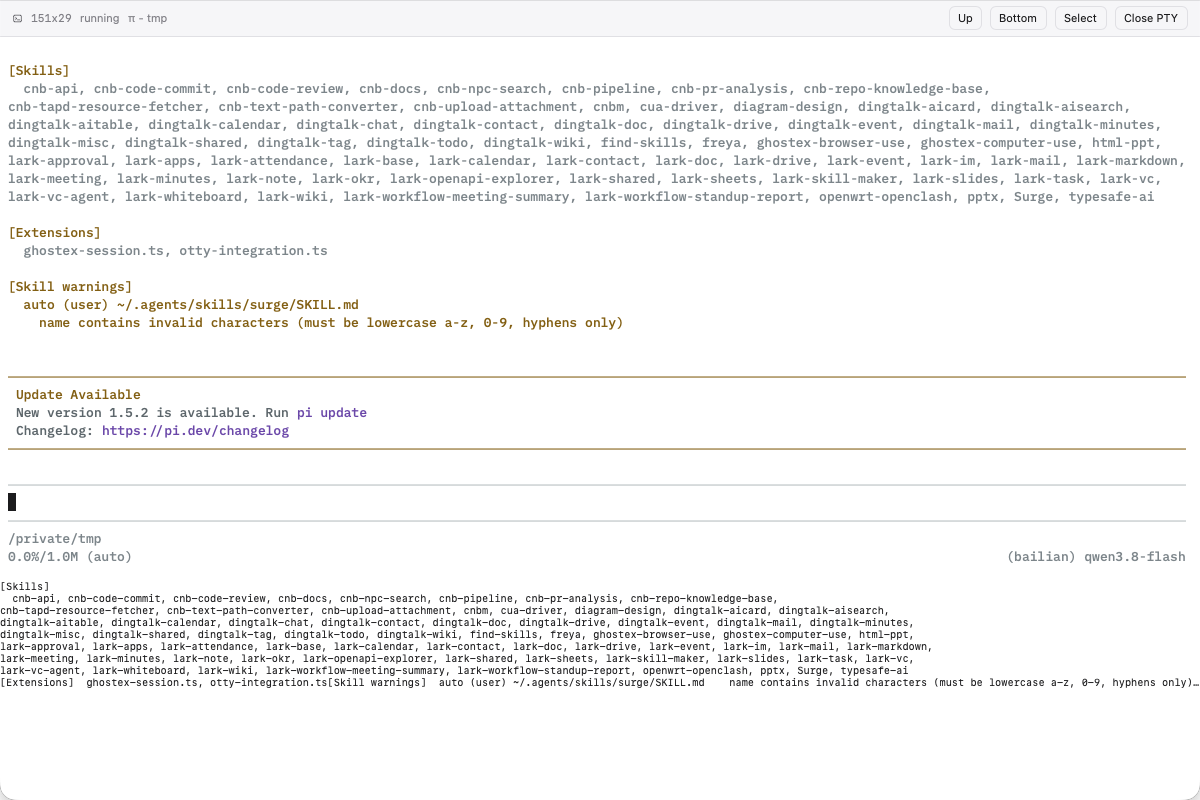 151x29 running π - tmp
Up Bottom Select Close PTY
[Skills]
cnb-api, cnb-code-commit, cnb-code-review, cnb-docs, cnb-npc-search, cnb-pipeline, cnb-pr-analysis, cnb-repo-knowledge-base,
cnb-tapd-resource-fetcher, cnb-text-path-converter, cnb-upload-attachment, cnbm, cua-driver, diagram-design, dingtalk-aicard, dingtalk-aisearch,
dingtalk-aitable, dingtalk-calendar, dingtalk-chat, dingtalk-contact, dingtalk-doc, dingtalk-drive, dingtalk-event, dingtalk-mail, dingtalk-minutes,
dingtalk-misc, dingtalk-shared, dingtalk-tag, dingtalk-todo, dingtalk-wiki, find-skills, freya, ghostex-browser-use, ghostex-computer-use, html-ppt,
lark-approval, lark-apps, lark-attendance, lark-base, lark-calendar, lark-contact, lark-doc, lark-drive, lark-event, lark-im, lark-mail, lark-markdown,
lark-meeting, lark-minutes, lark-note, lark-okr, lark-openapi-explorer, lark-shared, lark-sheets, lark-skill-maker, lark-slides, lark-task, lark-vc,
lark-vc-agent, lark-whiteboard, lark-wiki, lark-workflow-meeting-summary, lark-workflow-standup-report, openwrt-openclash, pptx, Surge, typesafe-ai
[Extensions]
ghostex-session.ts, otty-integration.ts
[Skill warnings]
auto (user) ~/.agents/skills/surge/SKILL.md
name contains invalid characters (must be lowercase a-z, 0-9, hyphens only)
Update Available
New version 1.5.2 is available. Run pi update
Changelog: https://pi.dev/changelog
/private/tmp
0.0%/1.0M (auto) (bailian) qwen3.8-flash
[Skills]
cnb-api, cnb-code-commit, cnb-code-review, cnb-docs, cnb-npc-search, cnb-pipeline, cnb-pr-analysis, cnb-repo-knowledge-base,
cnb-tapd-resource-fetcher, cnb-text-path-converter, cnb-upload-attachment, cnbm, cua-driver, diagram-design, dingtalk-aicard, dingtalk-aisearch,
dingtalk-aitable, dingtalk-calendar, dingtalk-chat, dingtalk-contact, dingtalk-doc, dingtalk-drive, dingtalk-event, dingtalk-mail, dingtalk-minutes,
dingtalk-misc, dingtalk-shared, dingtalk-tag, dingtalk-todo, dingtalk-wiki, find-skills, freya, ghostex-browser-use, ghostex-computer-use, html-ppt,
lark-approval, lark-apps, lark-attendance, lark-base, lark-calendar, lark-contact, lark-doc, lark-drive, lark-event, lark-im, lark-mail, lark-markdown,
lark-meeting, lark-minutes, lark-note, lark-okr, lark-openapi-explorer, lark-shared, lark-sheets, lark-skill-maker, lark-slides, lark-task, lark-vc,
lark-vc-agent, lark-whiteboard, lark-wiki, lark-workflow-meeting-summary, lark-workflow-standup-report, openwrt-openclash, pptx, Surge, typesafe-ai
[Extensions]  ghostex-session.ts, otty-integration.ts[Skill warnings]  auto (user) ~/.agents/skills/surge/SKILL.md    name contains invalid characters (must be lowercase a-z, 0-9, hyphens only)…